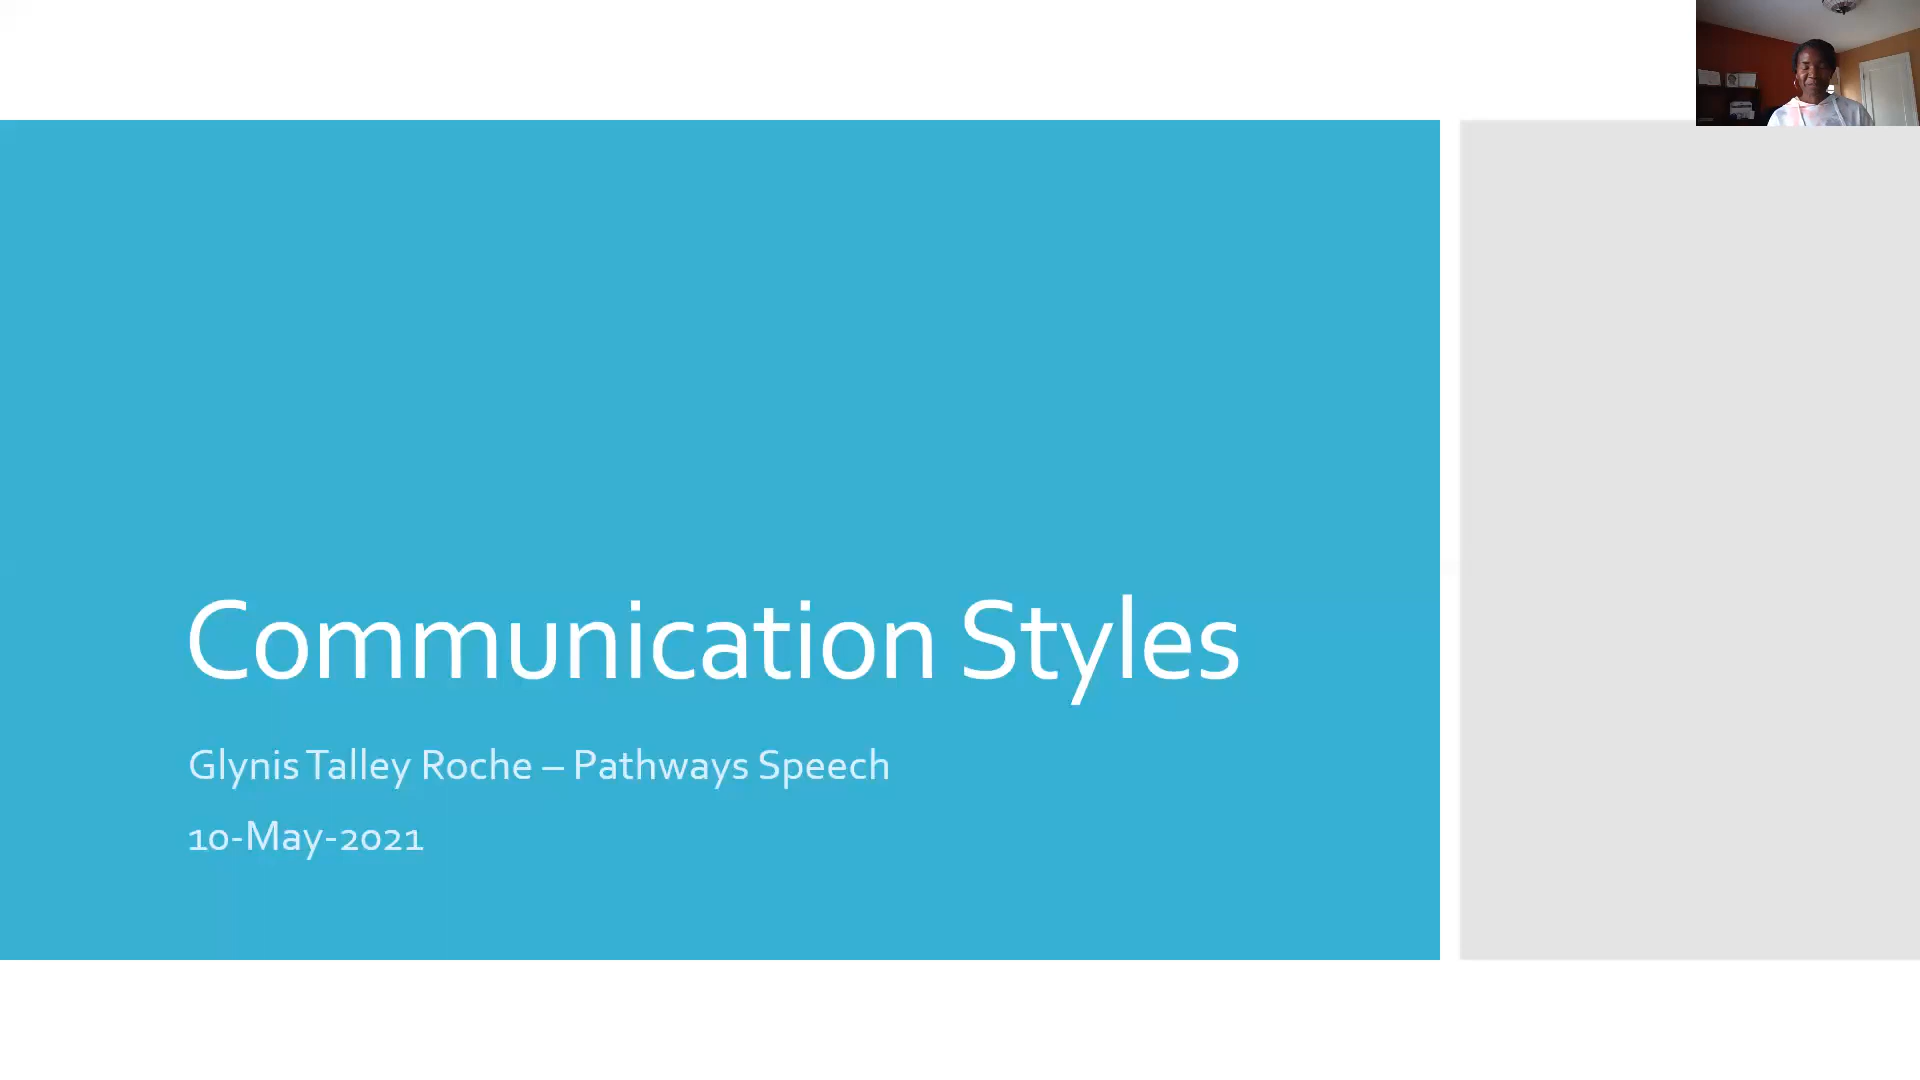 Communication Styles
Glynis Talley Roche – Pathways Speech
10-May-2021